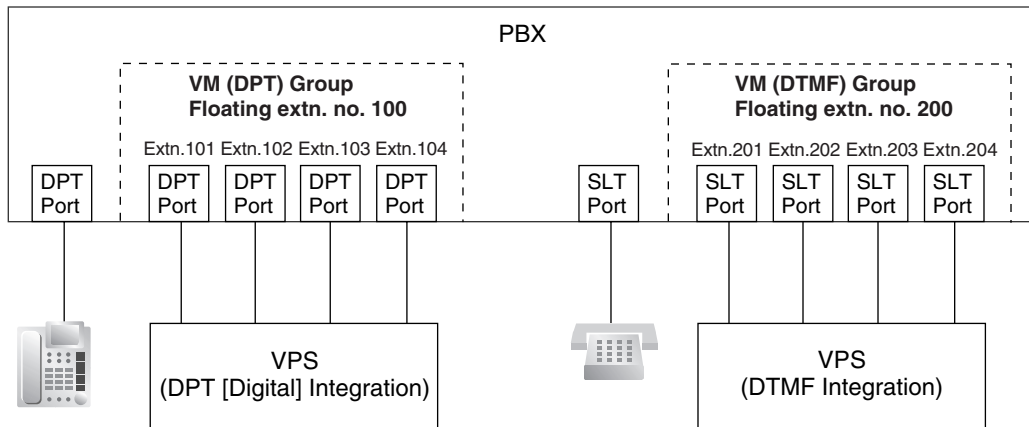 PBX
VM (DPT) Group
Floating extn. no. 100
VM (DTMF) Group
Floating extn. no. 200
Extn.101 Extn.102 Extn.103 Extn.104
Extn.201 Extn.202 Extn.203 Extn.204
DPT
Port
DPT
Port
DPT
Port
DPT
Port
DPT
Port
SLT
Port
SLT
Port
SLT
Port
SLT
Port
SLT
Port
VPS
(DPT [Digital] Integration)
VPS
(DTMF Integration)